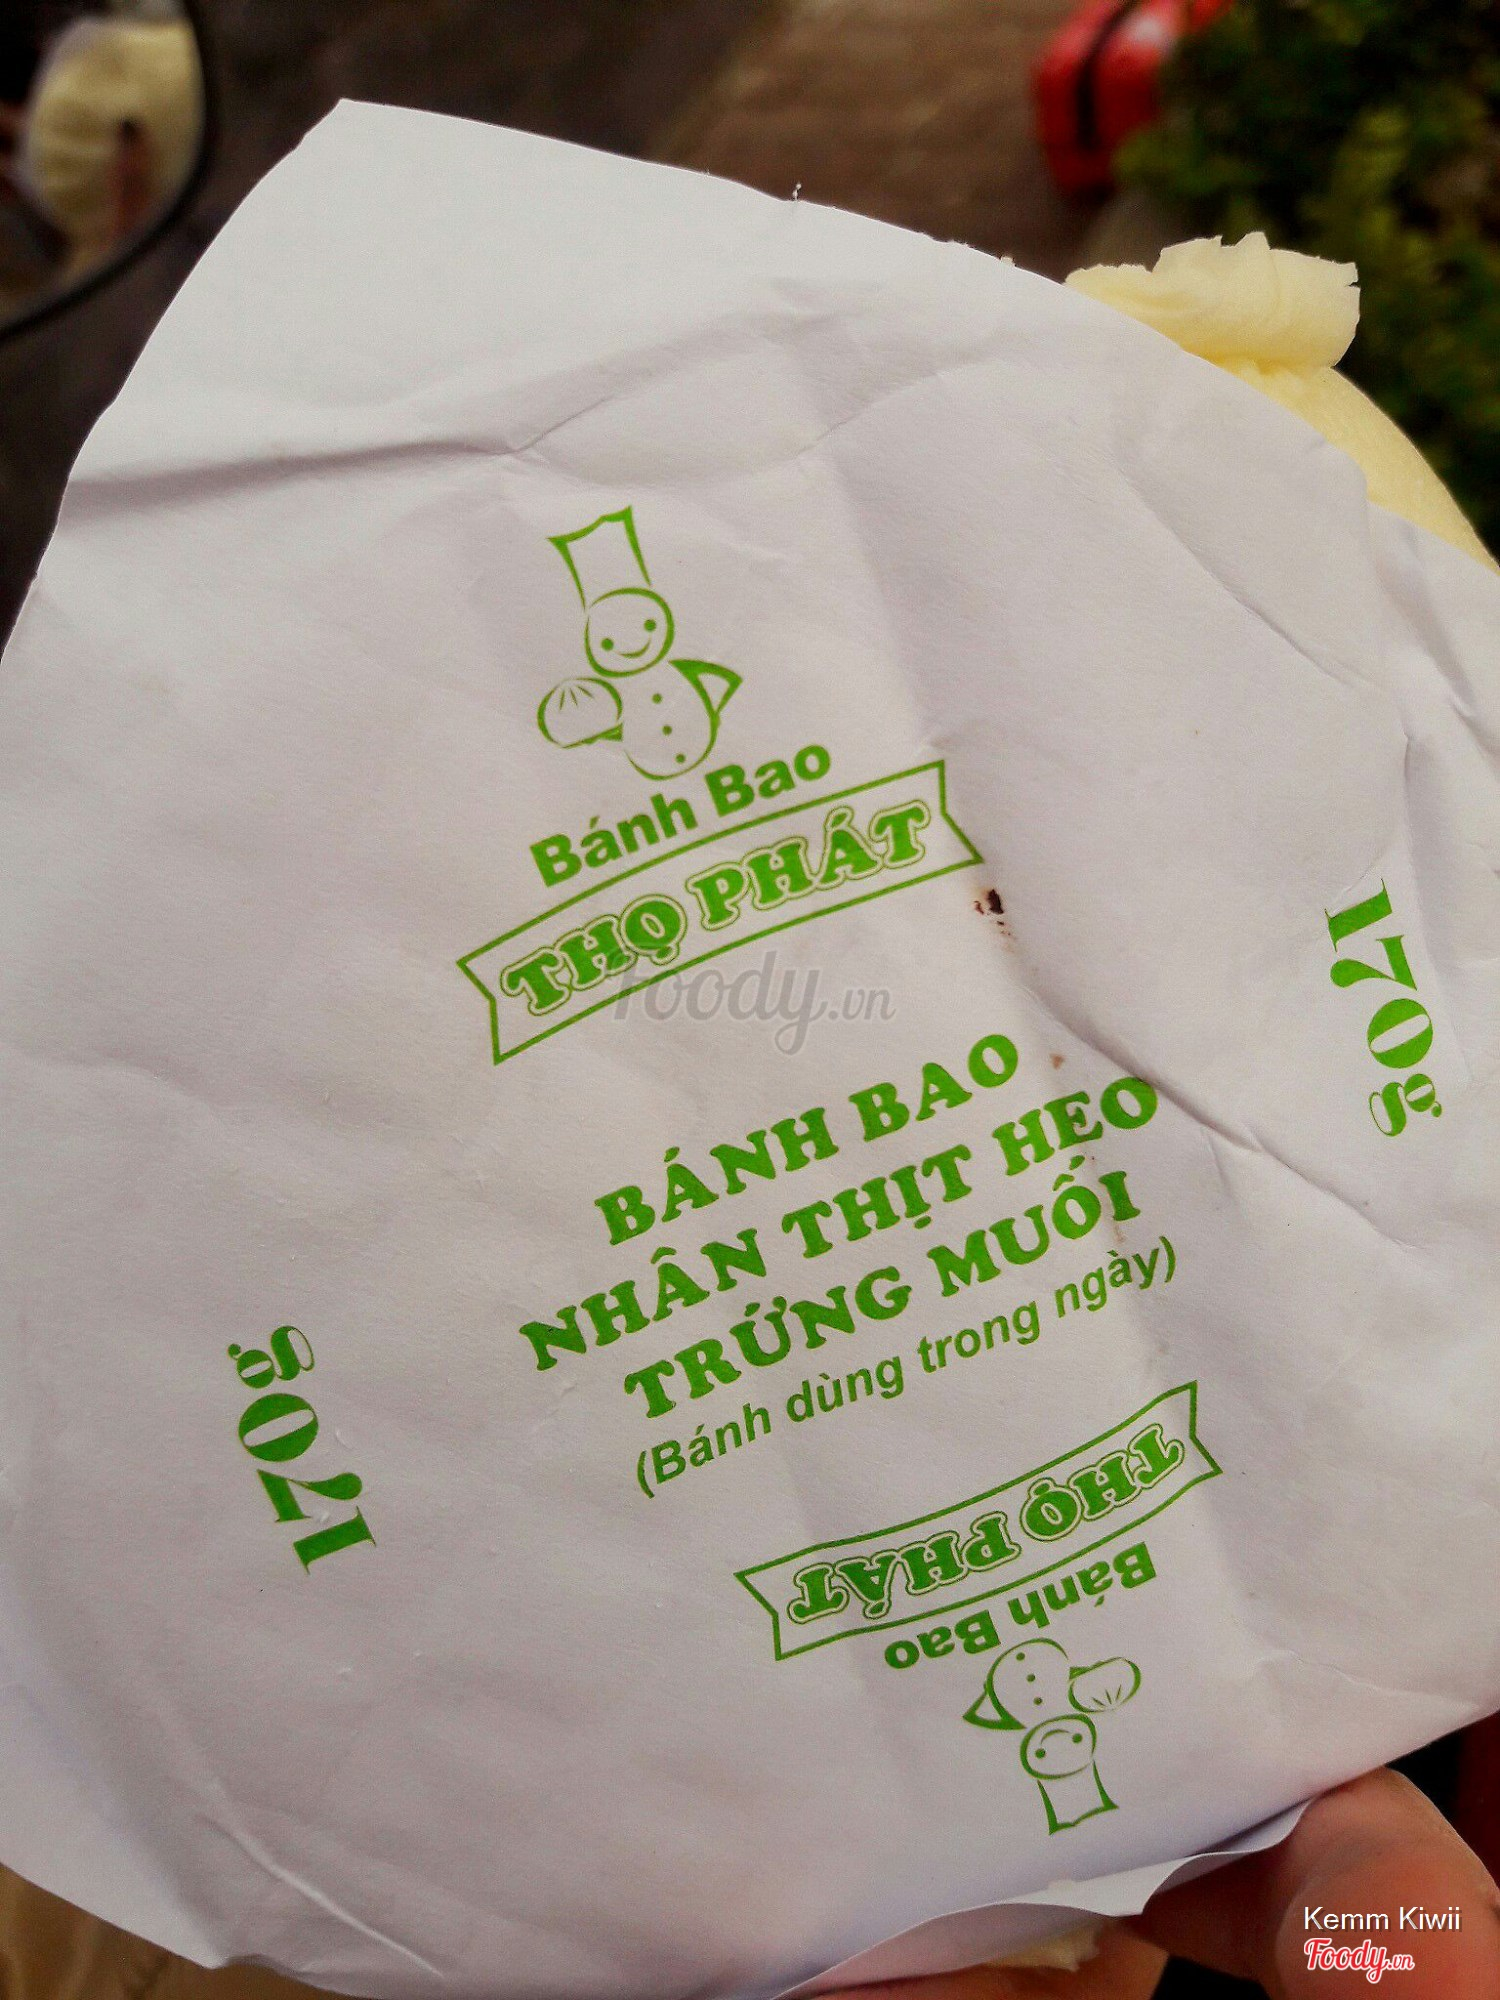 Bánh Bao
THỌ PHÁT
foody.vn
BÁNH BAO
NHÂN THỊT HEO
TRỨNG MUỐI
(Bánh dùng trong ngày)
170g
170g
THỌ PHÁT
Bánh Bao
Kemm Kiwii
Foody.vn